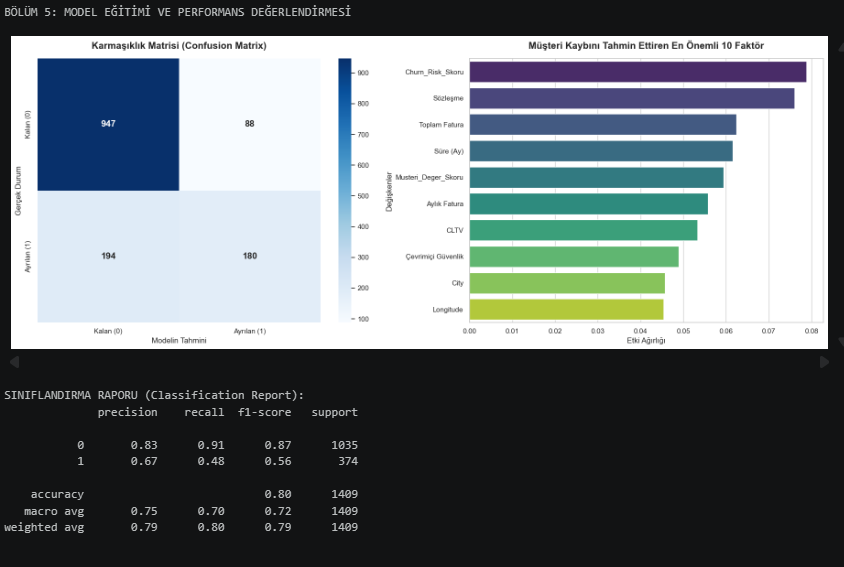 BÖLÜM 5: MODEL EĞİTİMİ VE PERFORMANS DEĞERLENDİRMESİ
Karmaşıklık Matrisi (Confusion Matrix)
Gerçek Durum
Kalan (0)
Ayrılan (1)
947
88
194
180
Kalan (0)
Ayrılan (1)
Modelin Tahmini
900
800
700
600
500
400
300
200
100
Müşteri Kaybını Tahmin Ettiren En Önemli 10 Faktör
Değişkenler
Churn_Risk_Skoru
Sözleşme
Toplam Fatura
Süre (Ay)
Musteri_Deger_Skoru
Aylık Fatura
CLTV
Çevrimiçi Güvenlik
City
Longitude
0.00 0.01 0.02 0.03 0.04 0.05 0.06 0.07 0.08
Etki Ağırlığı
SINIFLANDIRMA RAPORU (Classification Report):
precision recall f1-score support
0 0.83 0.91 0.87 1035
1 0.67 0.48 0.56 374
accuracy 0.80 1409
macro avg 0.75 0.70 0.72 1409
weighted avg 0.79 0.80 0.79 1409